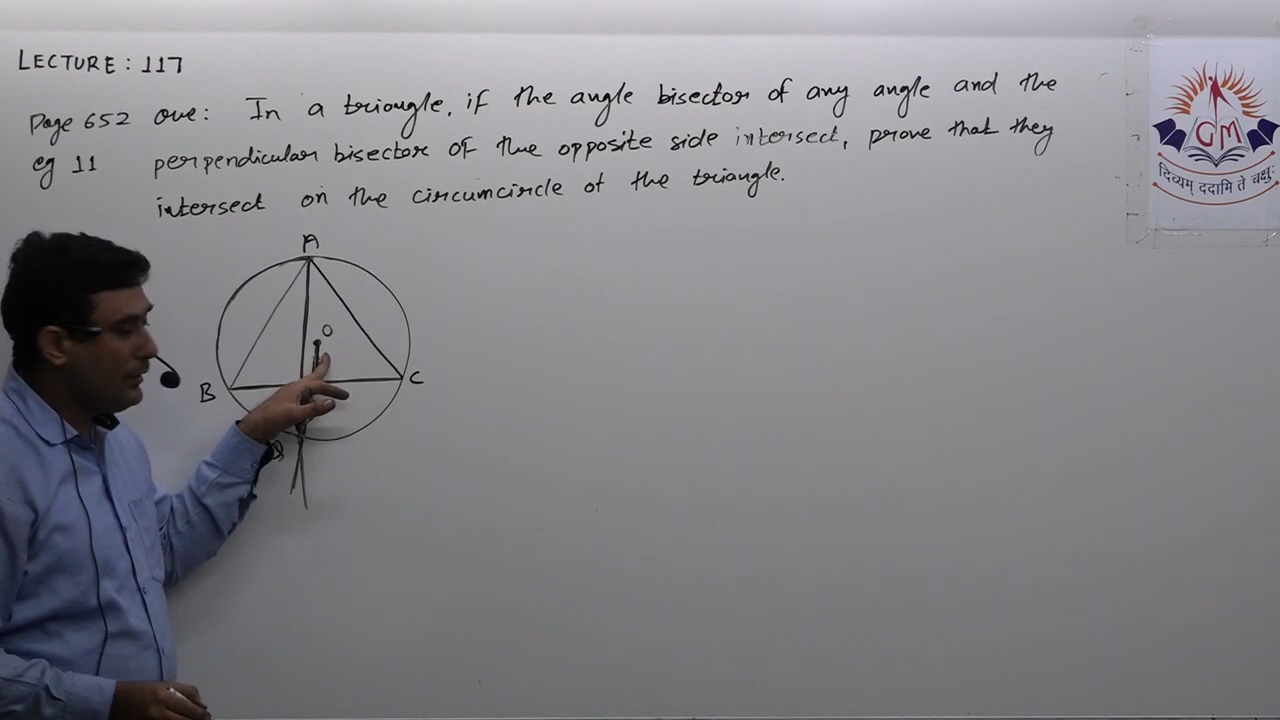 LECTURE : 117
Page 652 Que : In a triangle, if the angle bisector of any angle and the
eg 11 perpendicular bisector of the opposite side intersect, prove that they
intersect on the circumcircle of the triangle.
GM
दिव्यम् ददामि ते चक्षुः
A
O
B
C